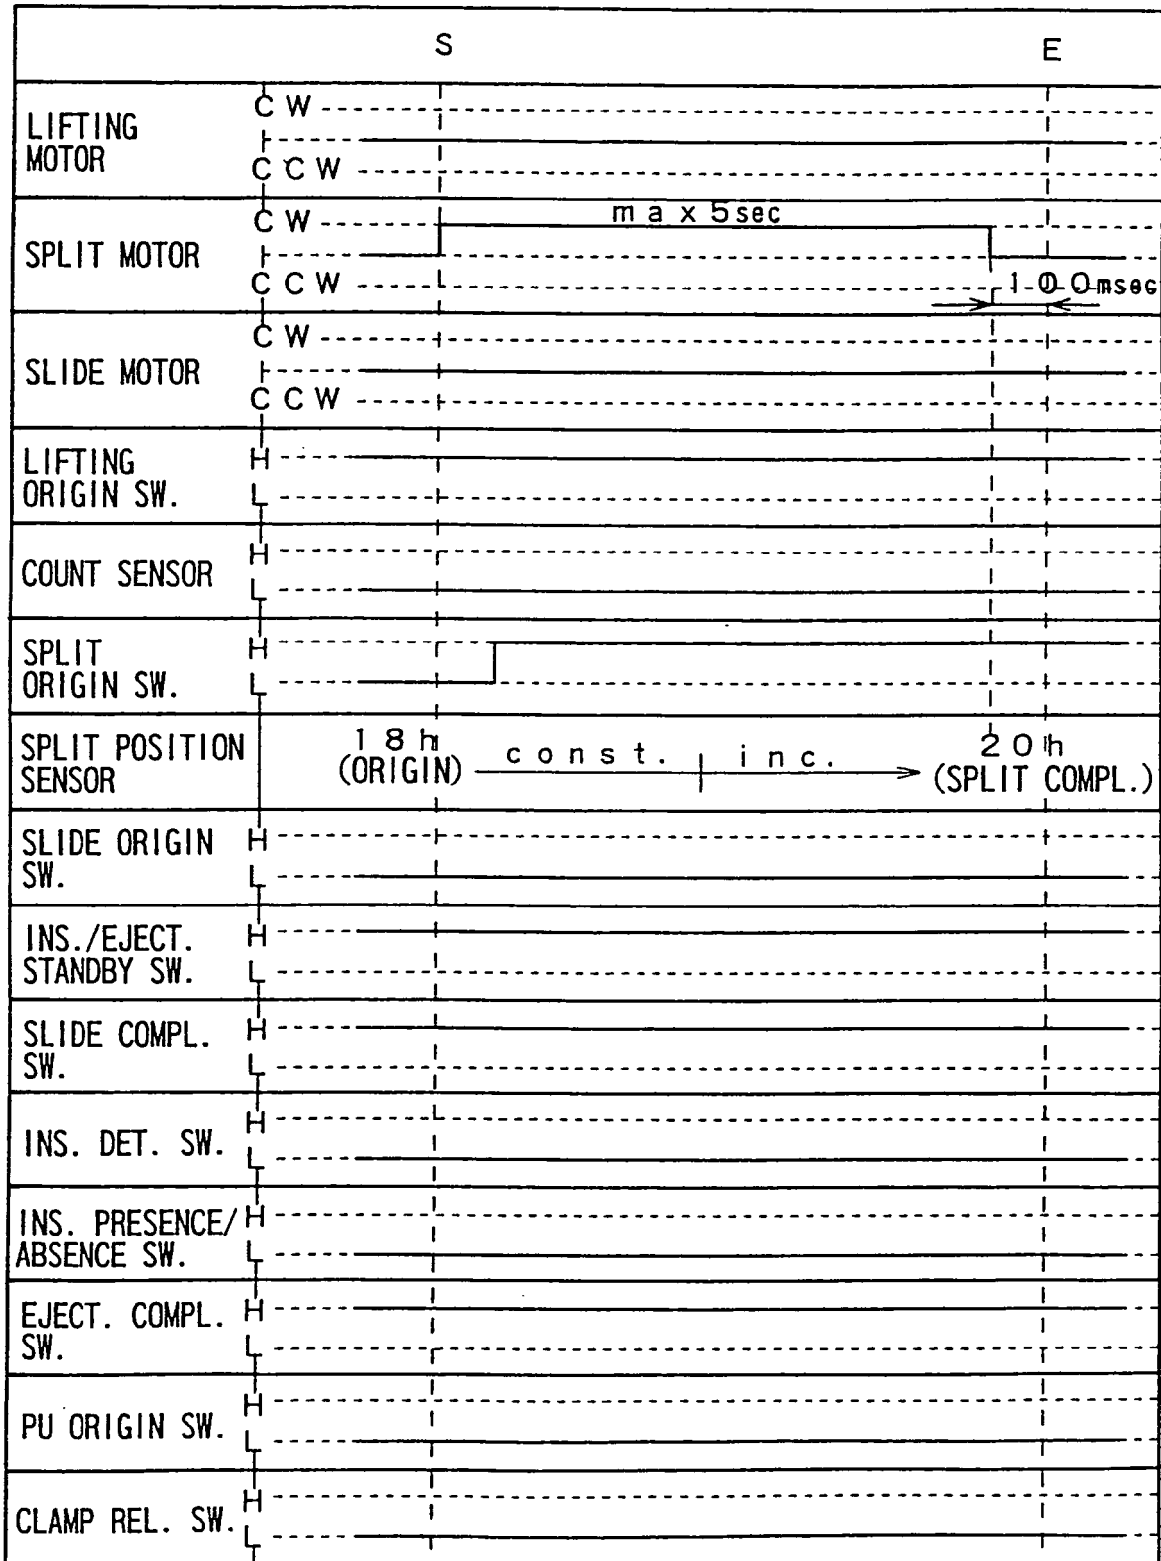 S E
LIFTING
MOTOR
CW
CCW
SPLIT MOTOR
CW
CCW
max 5sec
100msec
SLIDE MOTOR
CW
CCW
LIFTING
ORIGIN SW.
H
L
COUNT SENSOR
H
L
SPLIT
ORIGIN SW.
H
L
SPLIT POSITION
SENSOR
18h
(ORIGIN)
const. inc.
20h
(SPLIT COMPL.)
SLIDE ORIGIN
SW.
H
L
INS./EJECT.
STANDBY SW.
H
L
SLIDE COMPL.
SW.
H
L
INS. DET. SW.
H
L
INS. PRESENCE/
ABSENCE SW.
H
L
EJECT. COMPL.
SW.
H
L
PU ORIGIN SW.
H
L
CLAMP REL. SW.
H
L